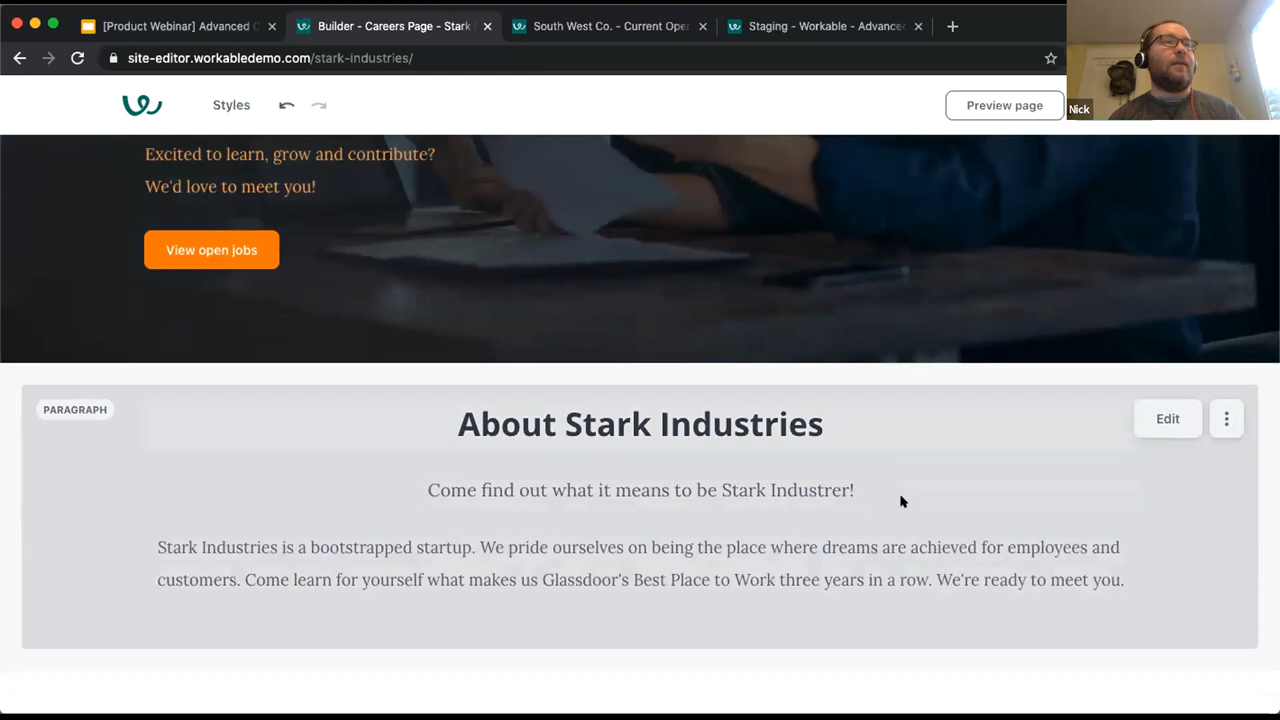 [Product Webinar] Advanced C
Builder - Careers Page - Stark
South West Co. - Current Oper
Staging - Workable - Advance
site-editor.workabledemo.com/stark-industries/
Styles
Preview page
Nick
Excited to learn, grow and contribute?
We'd love to meet you!
View open jobs
PARAGRAPH
About Stark Industries
Edit
Come find out what it means to be Stark Industrer!
Stark Industries is a bootstrapped startup. We pride ourselves on being the place where dreams are achieved for employees and
customers. Come learn for yourself what makes us Glassdoor's Best Place to Work three years in a row. We're ready to meet you.